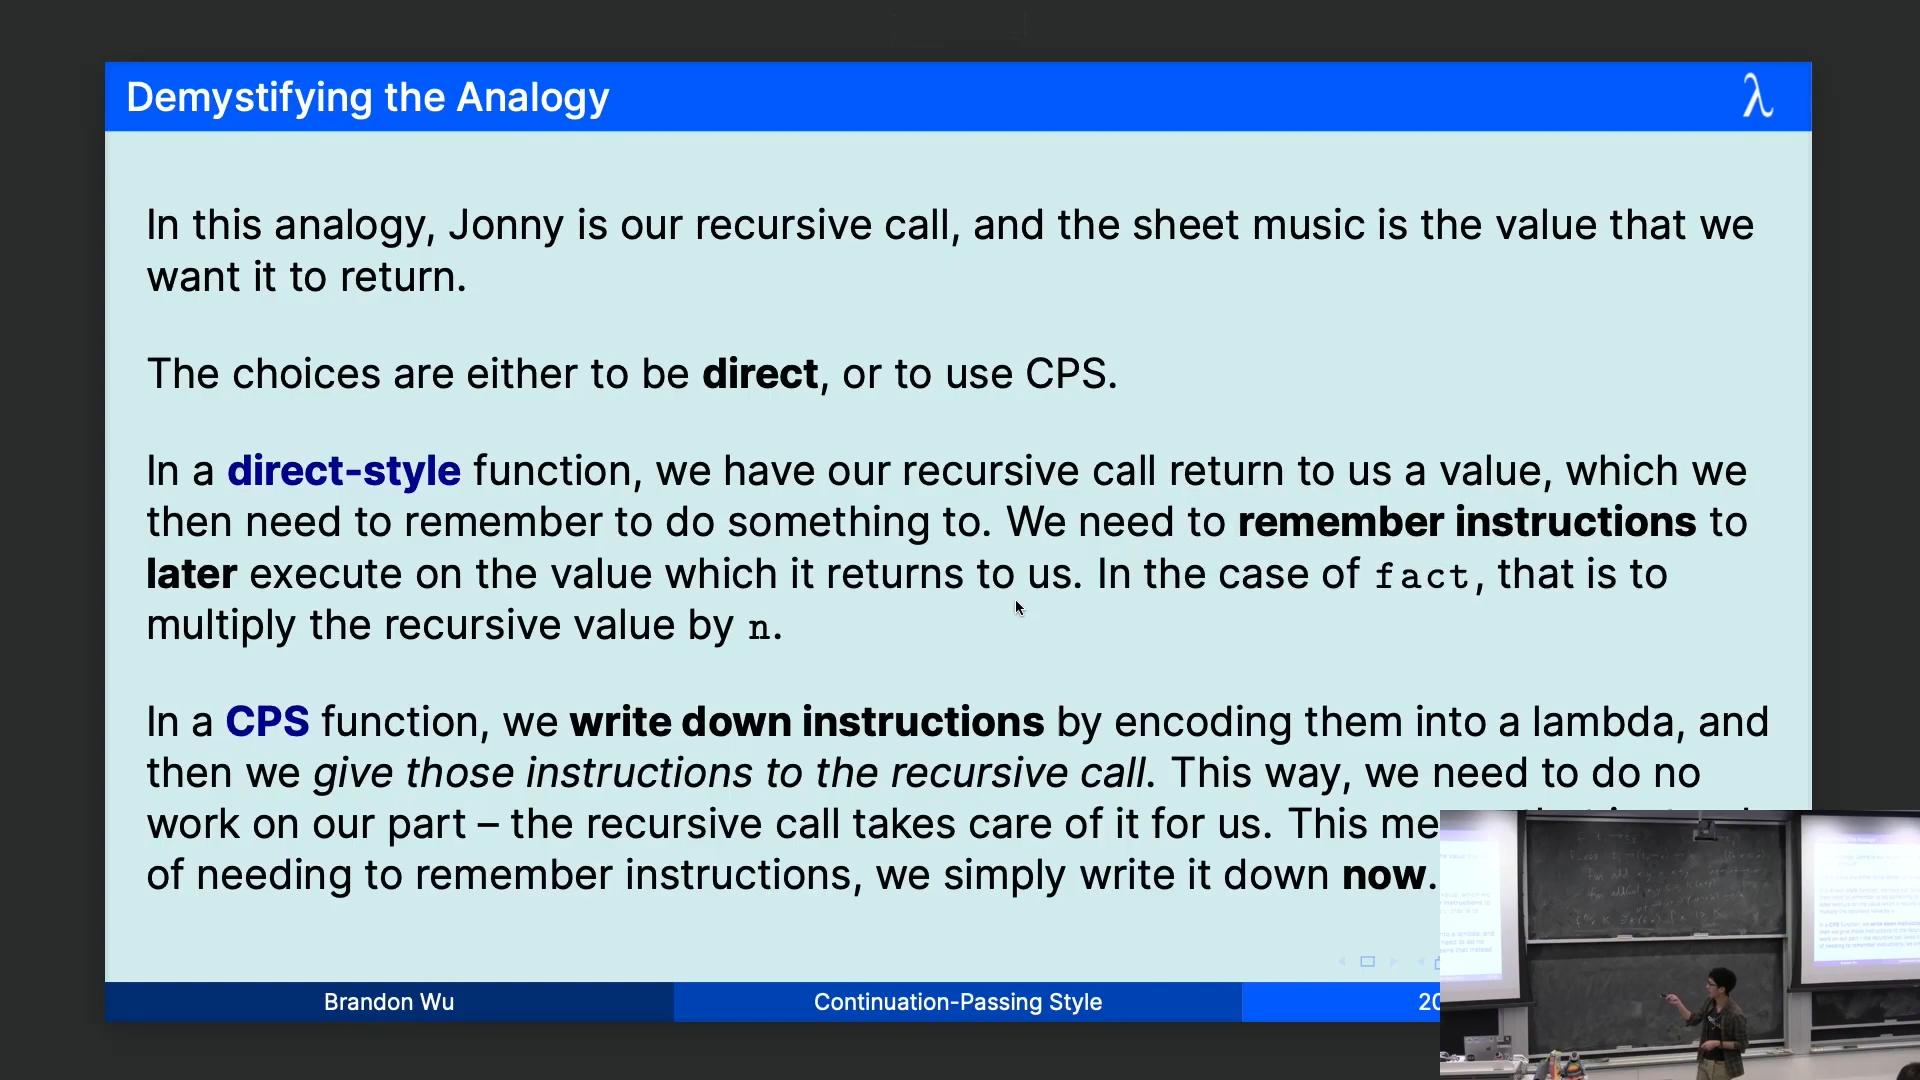 Demystifying the Analogy
λ
In this analogy, Jonny is our recursive call, and the sheet music is the value that we
want it to return.
The choices are either to be direct, or to use CPS.
In a direct-style function, we have our recursive call return to us a value, which we
then need to remember to do something to. We need to remember instructions to
later execute on the value which it returns to us. In the case of fact, that is to
multiply the recursive value by n.
In a CPS function, we write down instructions by encoding them into a lambda, and
then we give those instructions to the recursive call. This way, we need to do no
work on our part – the recursive call takes care of it for us. This
of needing to remember instructions, we simply write it down now.
Brandon Wu
Continuation-Passing Style